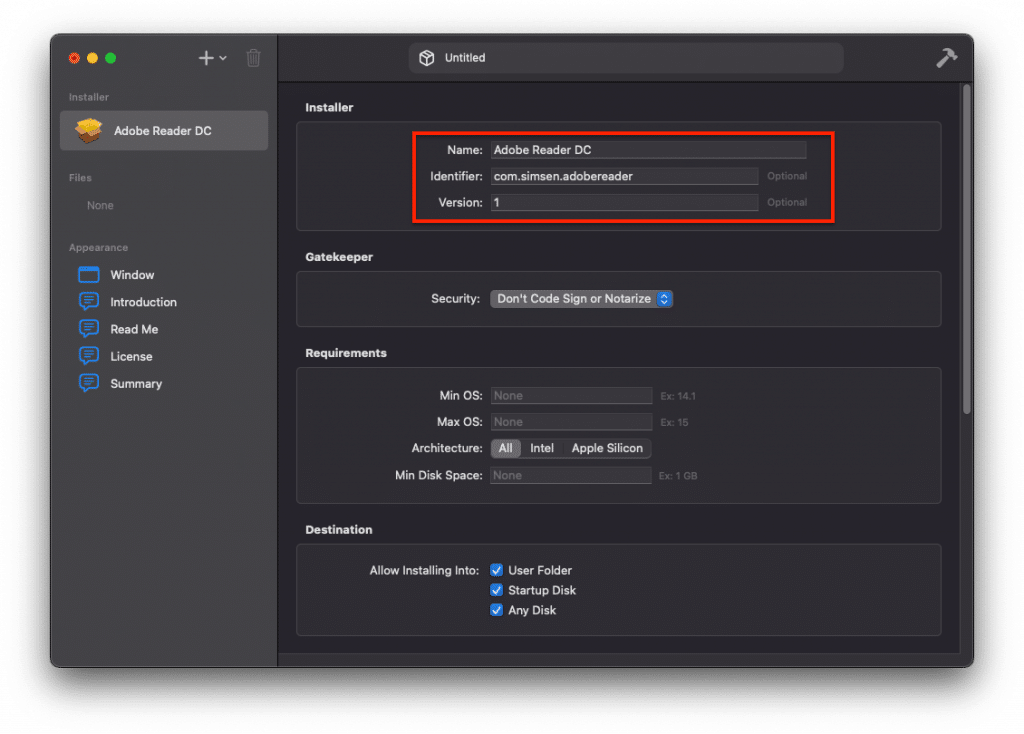 Untitled
Installer
Adobe Reader DC
Files
None
Appearance
Window
Introduction
Read Me
License
Summary
Installer
Name: Adobe Reader DC
Identifier: com.simsen.adobereader Optional
Version: 1 Optional
Gatekeeper
Security: Don't Code Sign or Notarize
Requirements
Min OS: None Ex: 14.1
Max OS: None Ex: 15
Architecture: All Intel Apple Silicon
Min Disk Space: None Ex: 1 GB
Destination
Allow Installing Into: User Folder
Startup Disk
Any Disk